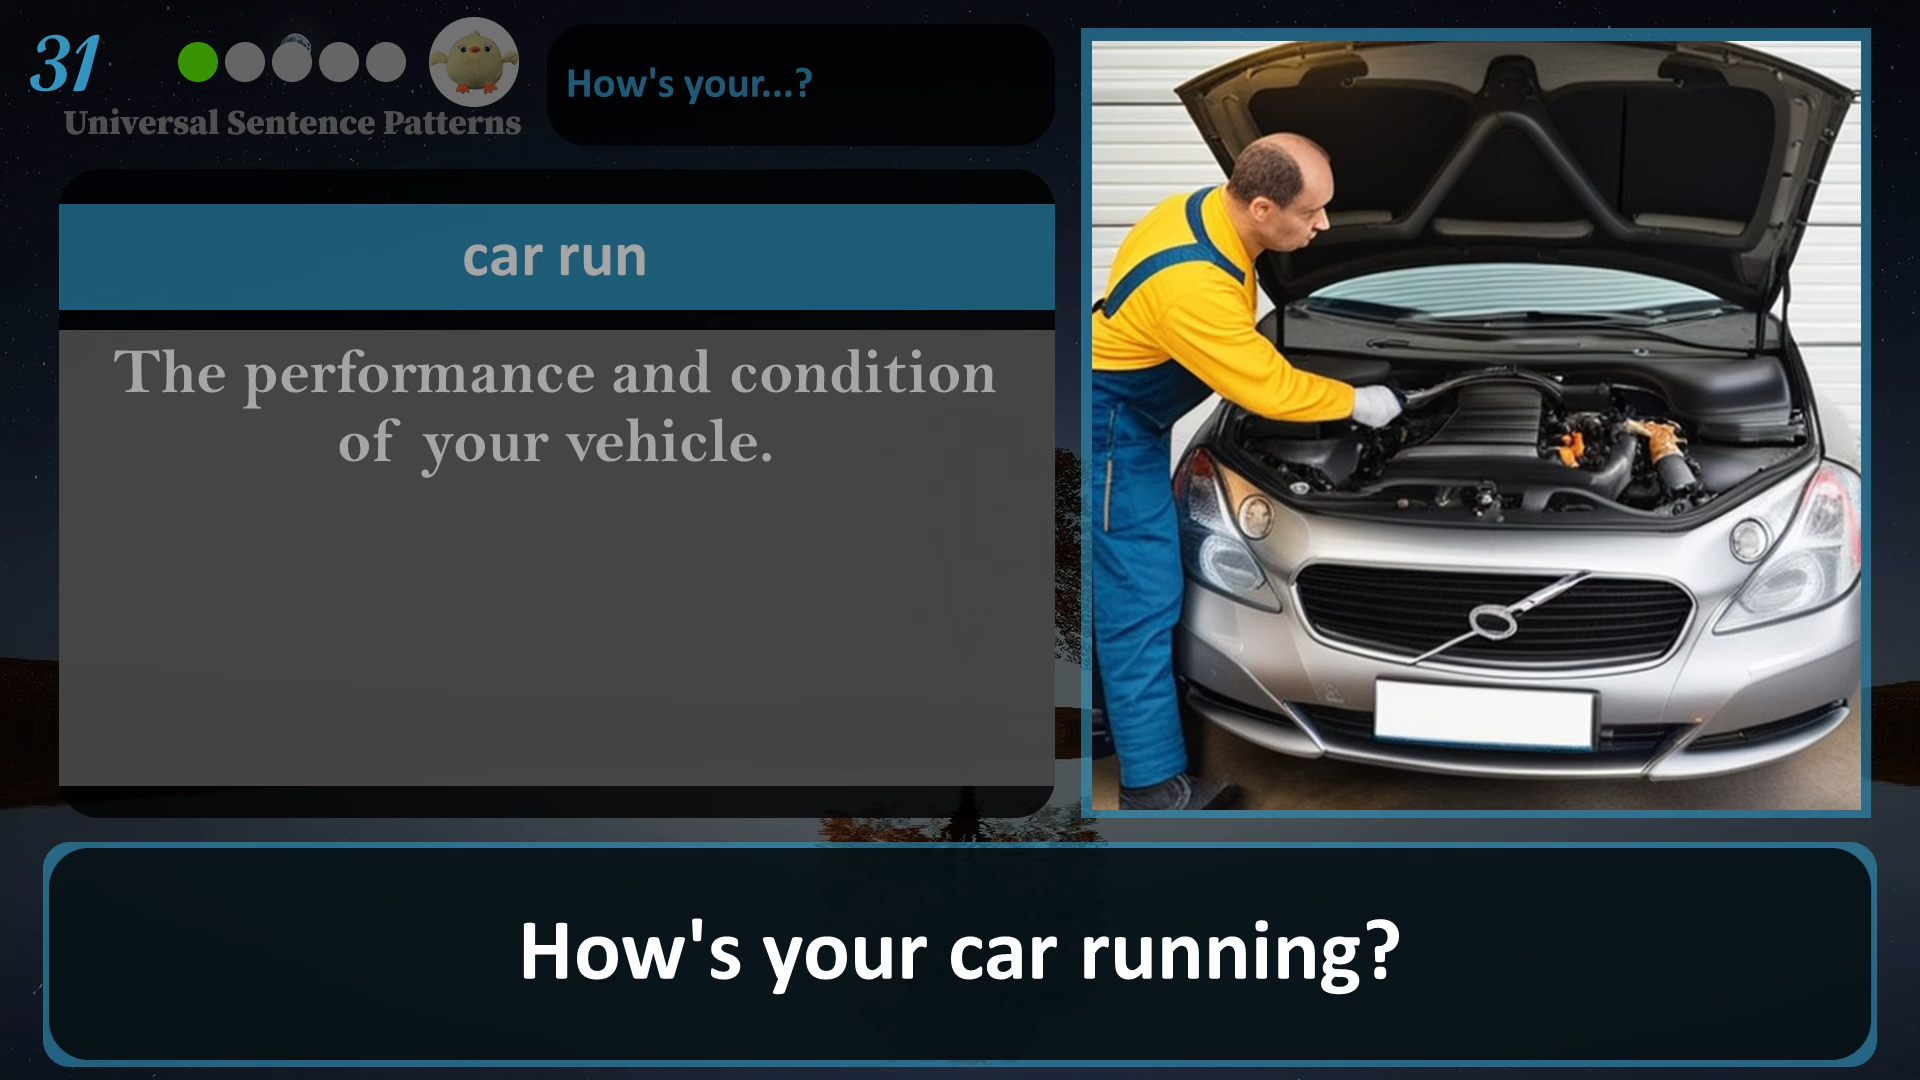 31
Universal Sentence Patterns
How's your...?
car run
The performance and condition
of your vehicle.
How's your car running?